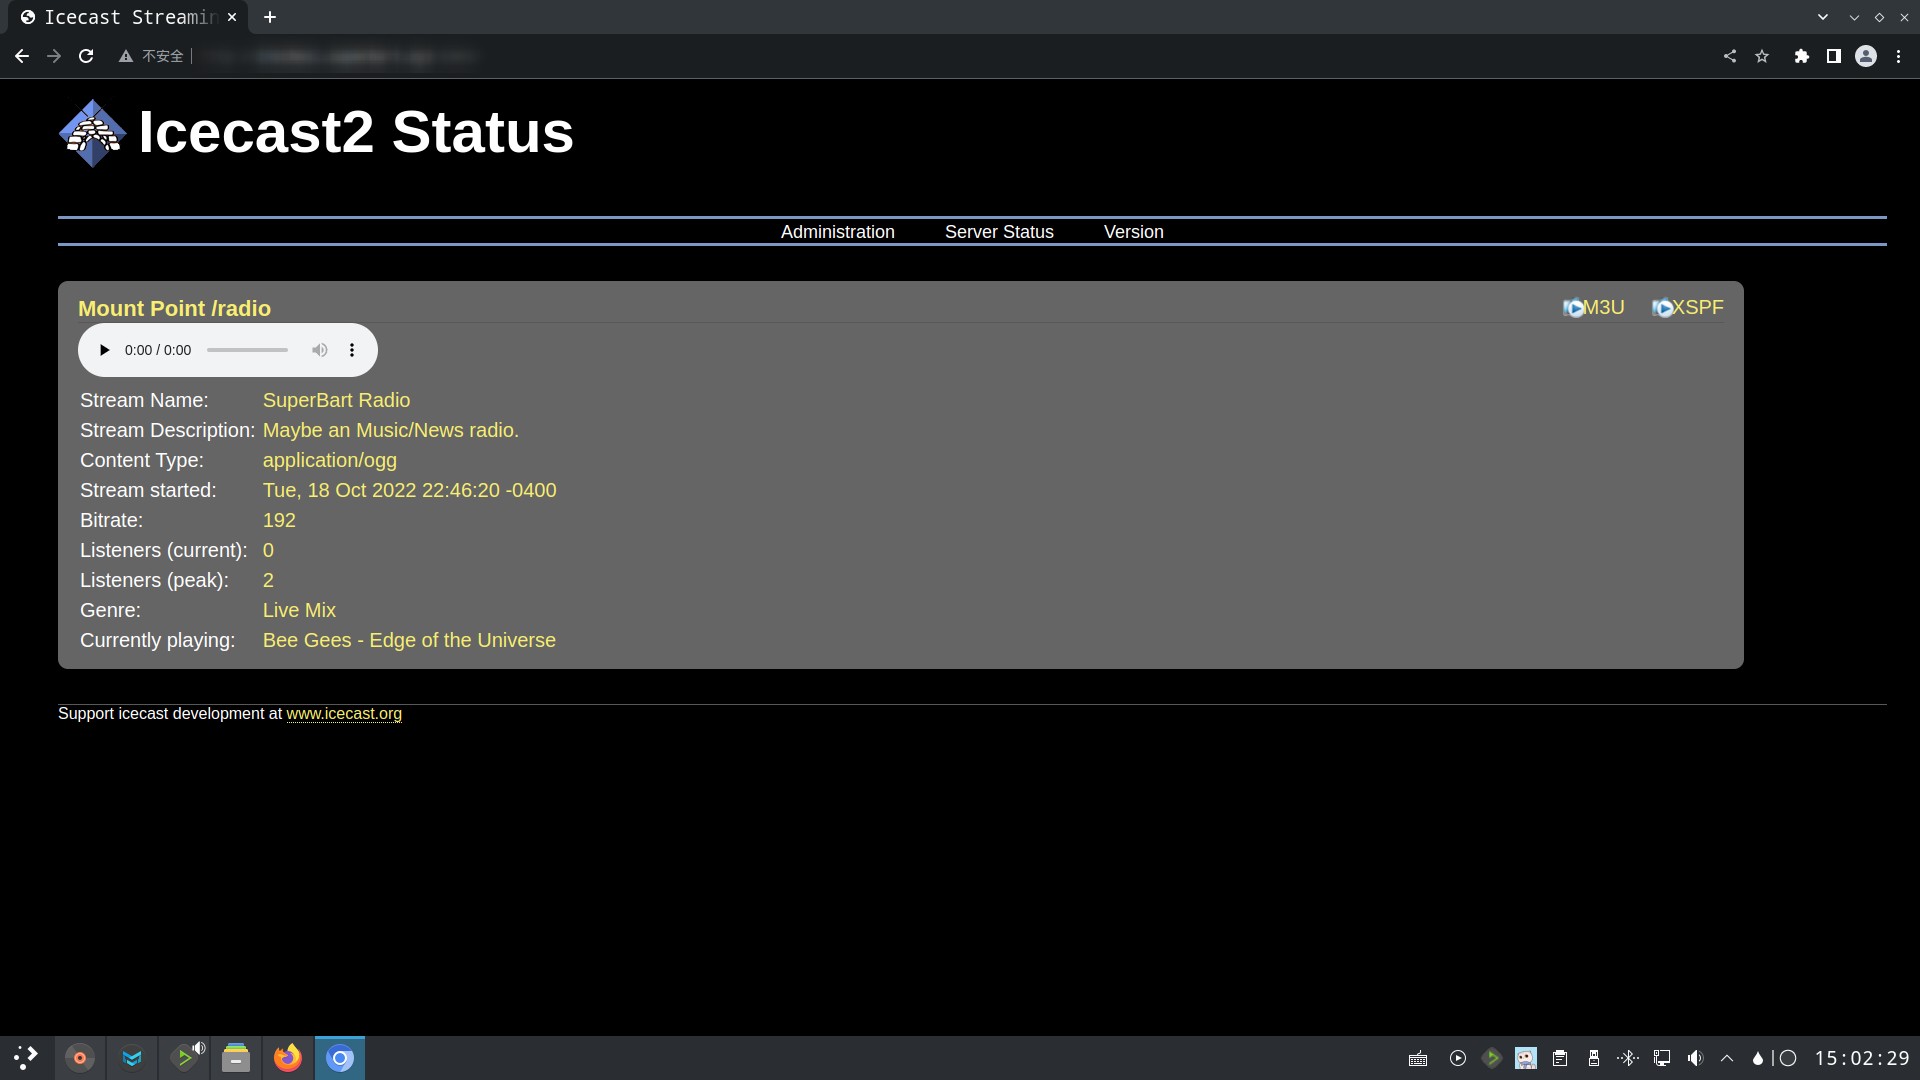 Icecast Streamin
不安全
Icecast2 Status
Administration Server Status Version
Mount Point /radio M3U XSPF
0:00 / 0:00
Stream Name: SuperBart Radio
Stream Description: Maybe an Music/News radio.
Content Type: application/ogg
Stream started: Tue, 18 Oct 2022 22:46:20 -0400
Bitrate: 192
Listeners (current): 0
Listeners (peak): 2
Genre: Live Mix
Currently playing: Bee Gees - Edge of the Universe
Support icecast development at www.icecast.org
15:02:29